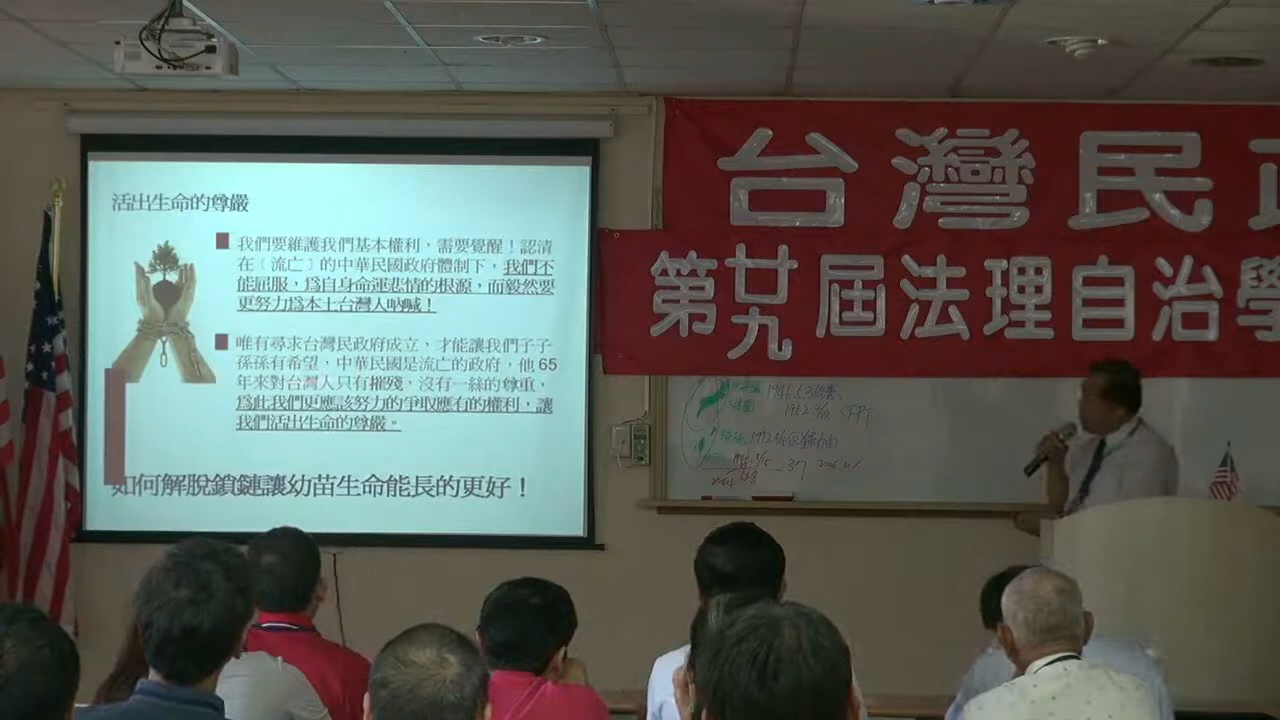 活出生命的尊嚴
我們要維護我們基本權利，需要覺醒！認清
在〔流亡〕的中華民國政府體制下，我們不
能屈服，為自身命運悲情的根源，而毅然要
更努力為本土台灣人吶喊！
唯有尋求台灣民政府成立，才能讓我們子子
孫孫有希望，中華民國是流亡的政府，他 65
年來對台灣人只有摧殘，沒有一絲的尊重，
為此我們更應該努力的爭取應有的權利，讓
我們活出生命的尊嚴。
如何解脫鎖鏈讓幼苗生命能長的更好！
台灣民
第廿九屆法理自治學